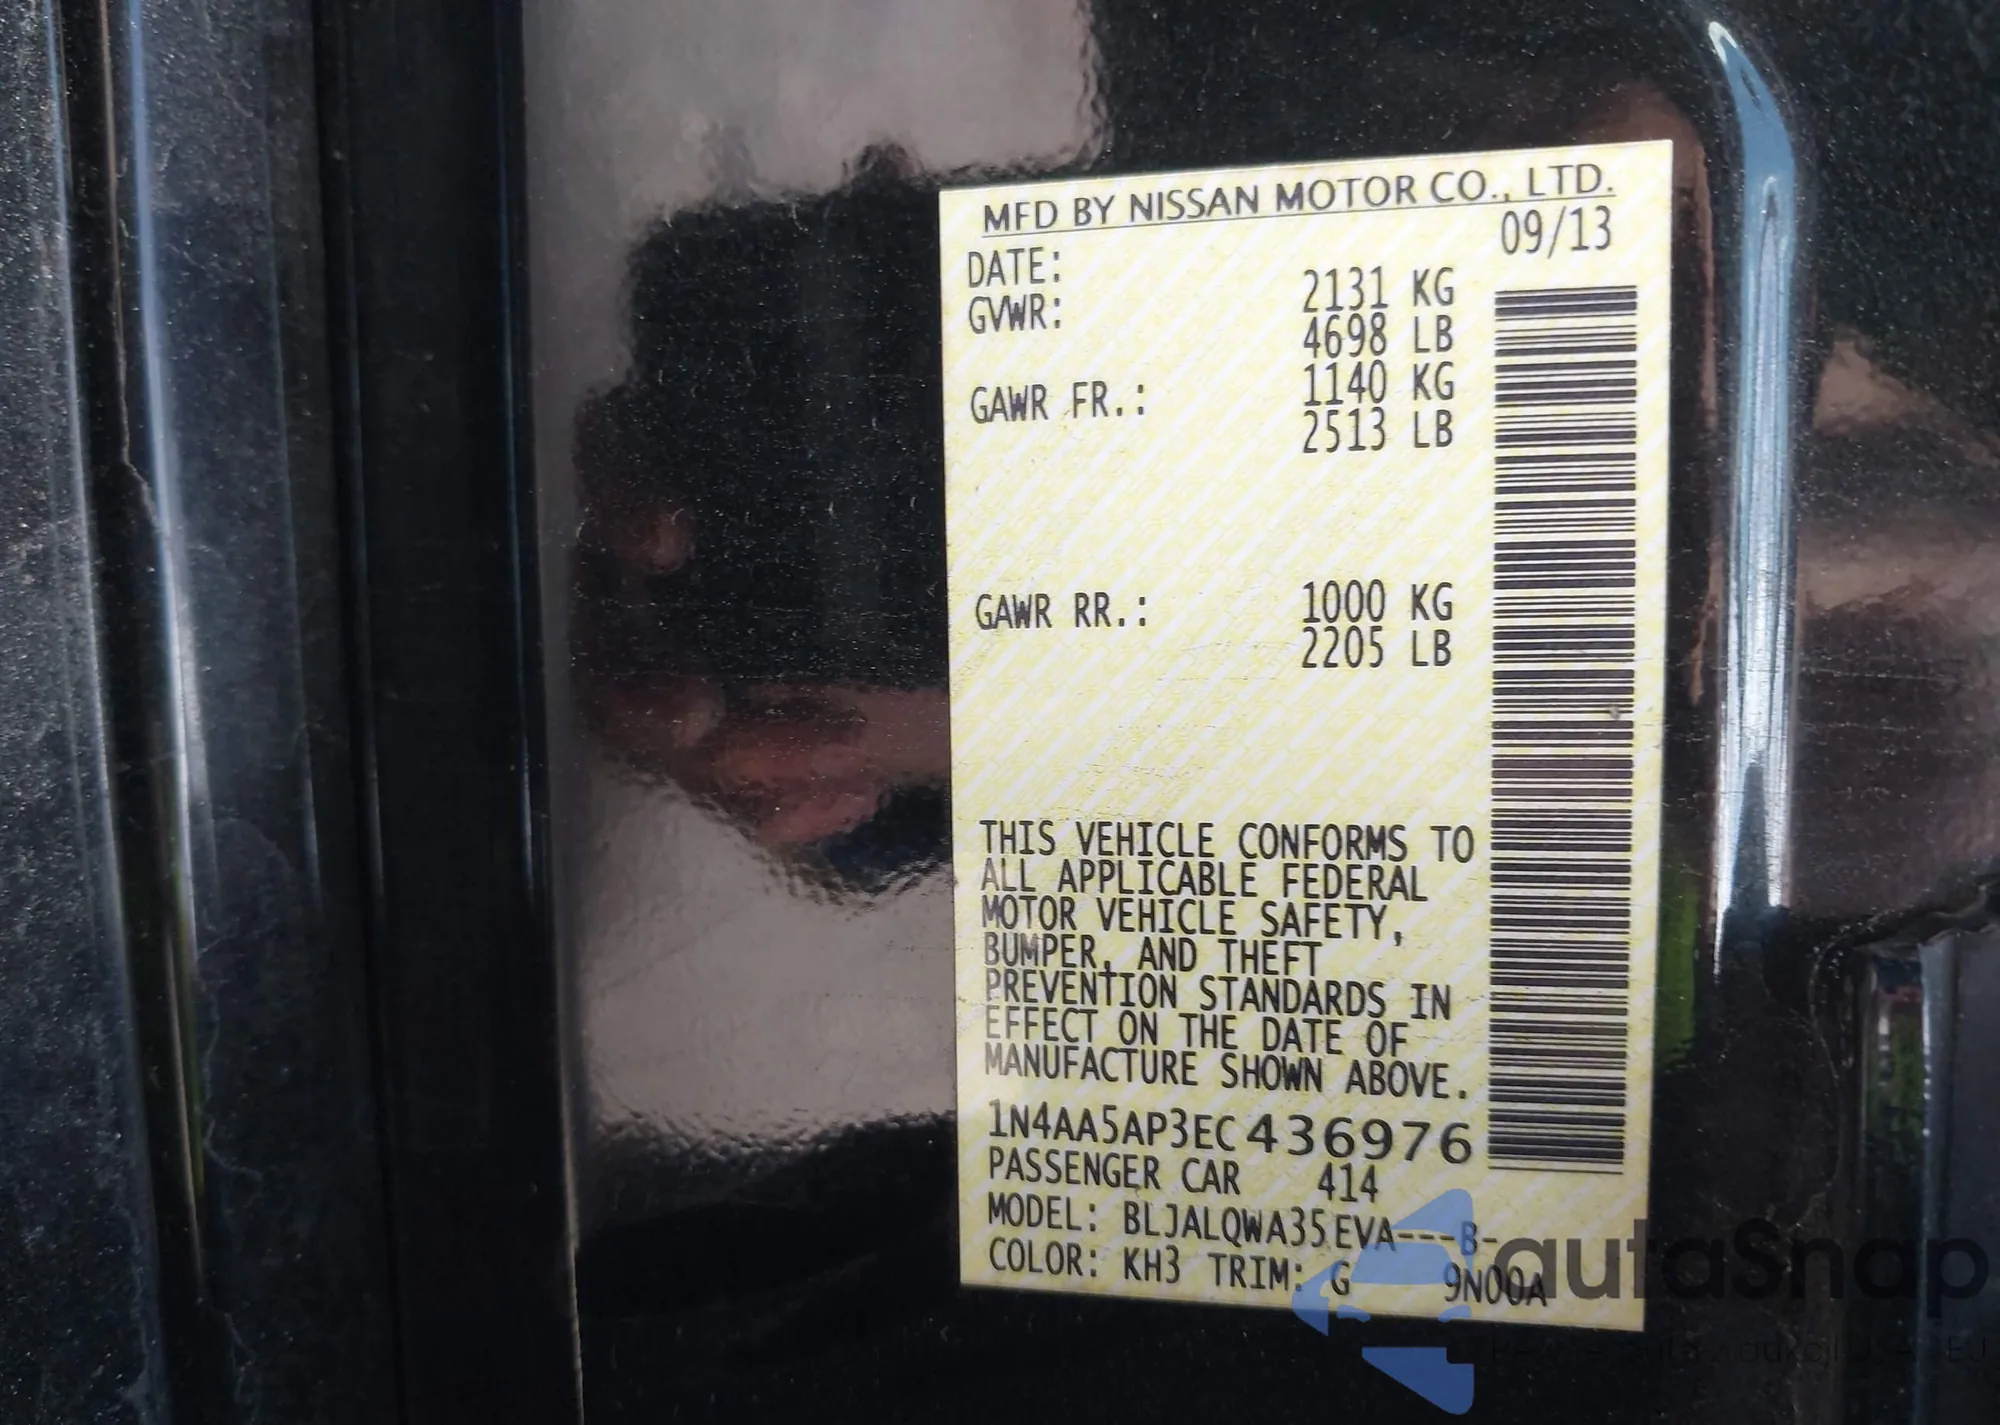 MFD BY NISSAN MOTOR CO., LTD.
DATE: 09/13
GVWR: 2131 KG
4698 LB
GAWR FR.: 1140 KG
2513 LB
GAWR RR.: 1000 KG
2205 LB
THIS VEHICLE CONFORMS TO
ALL APPLICABLE FEDERAL
MOTOR VEHICLE SAFETY,
BUMPER, AND THEFT
PREVENTION STANDARDS IN
EFFECT ON THE DATE OF
MANUFACTURE SHOWN ABOVE.
1N4AA5AP3EC436976
PASSENGER CAR 414
MODEL: BLJALQWA35EVA---B-
COLOR: KH3 TRIM: G 9N00A
autaSnap